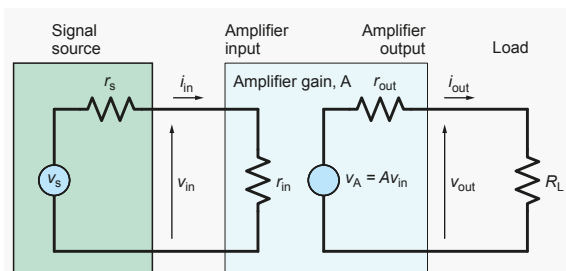 Signal source
Amplifier input
Amplifier output
Load
Amplifier gain, A
rs
iin
rout
iout
vs
vin
rin
vA = Avin
vout
RL